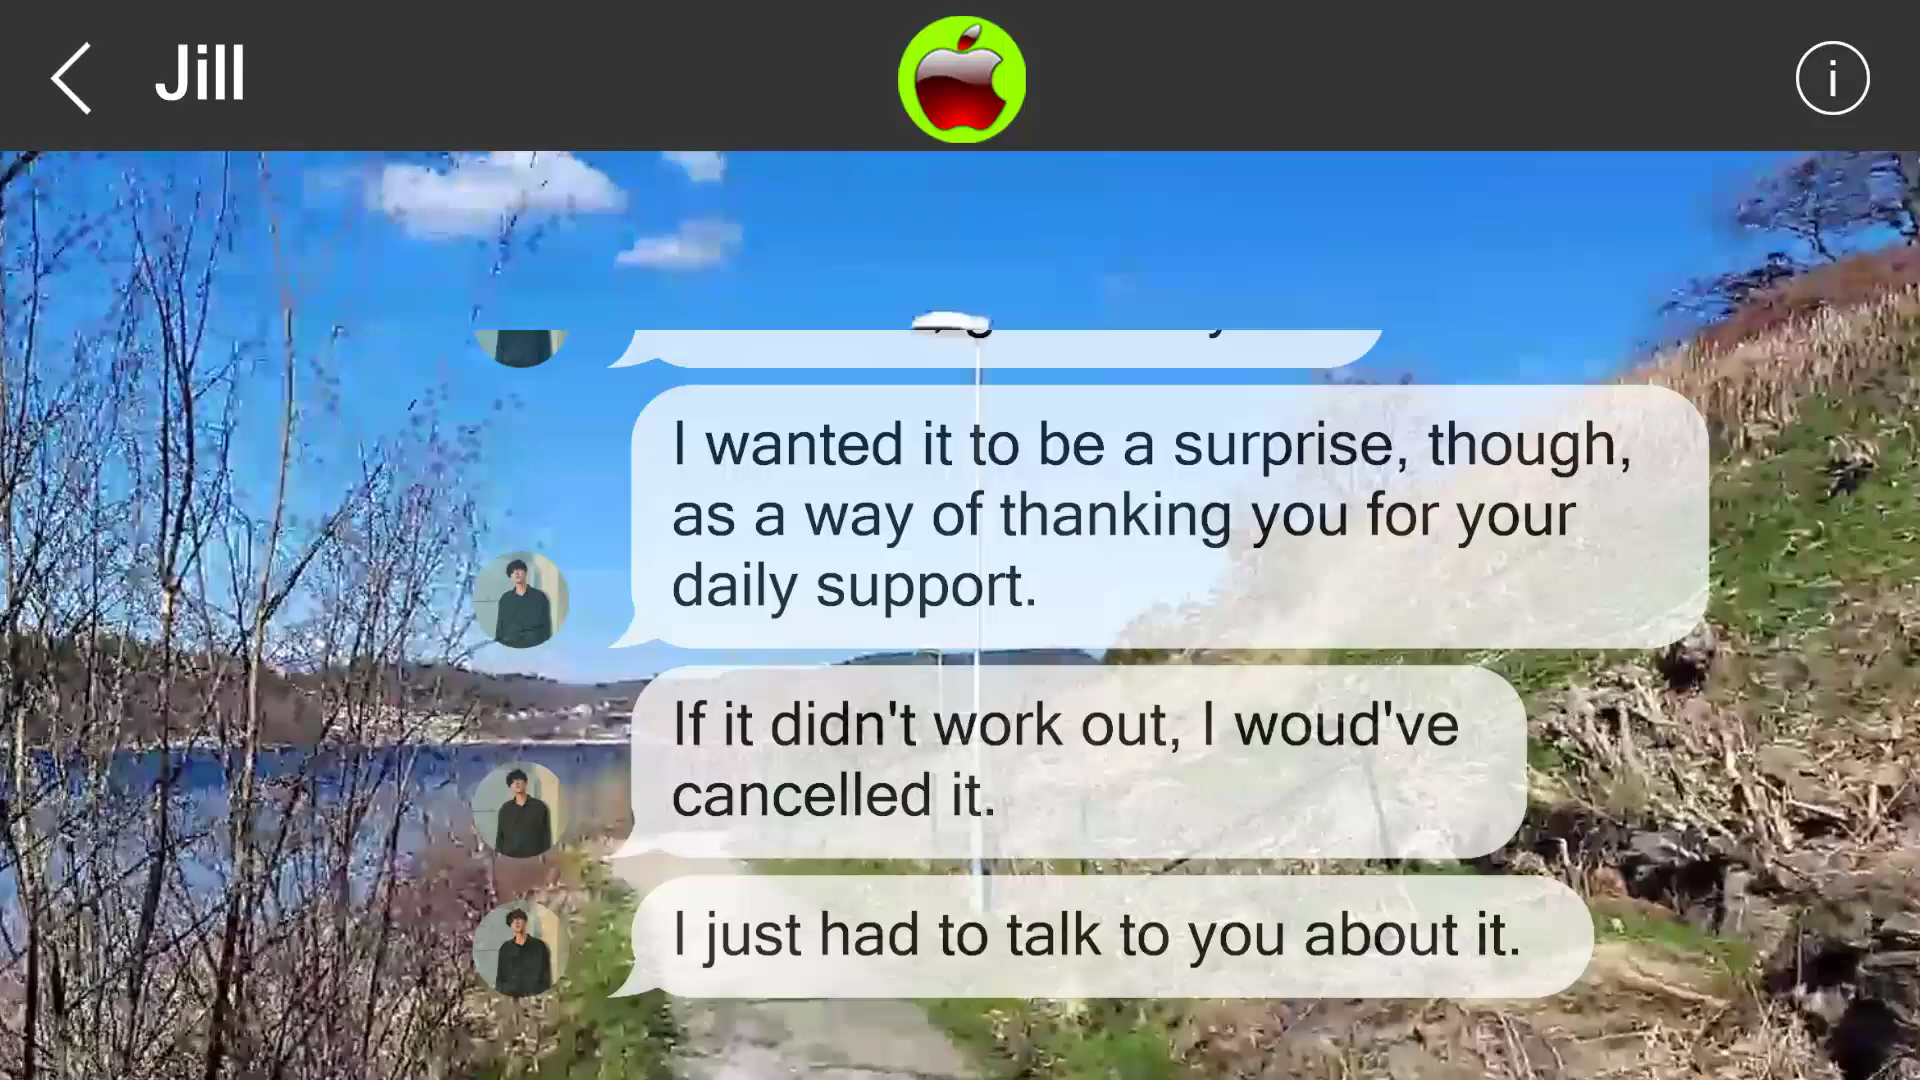 Jill
I wanted it to be a surprise, though,
as a way of thanking you for your
daily support.
If it didn't work out, I woud've
cancelled it.
I just had to talk to you about it.